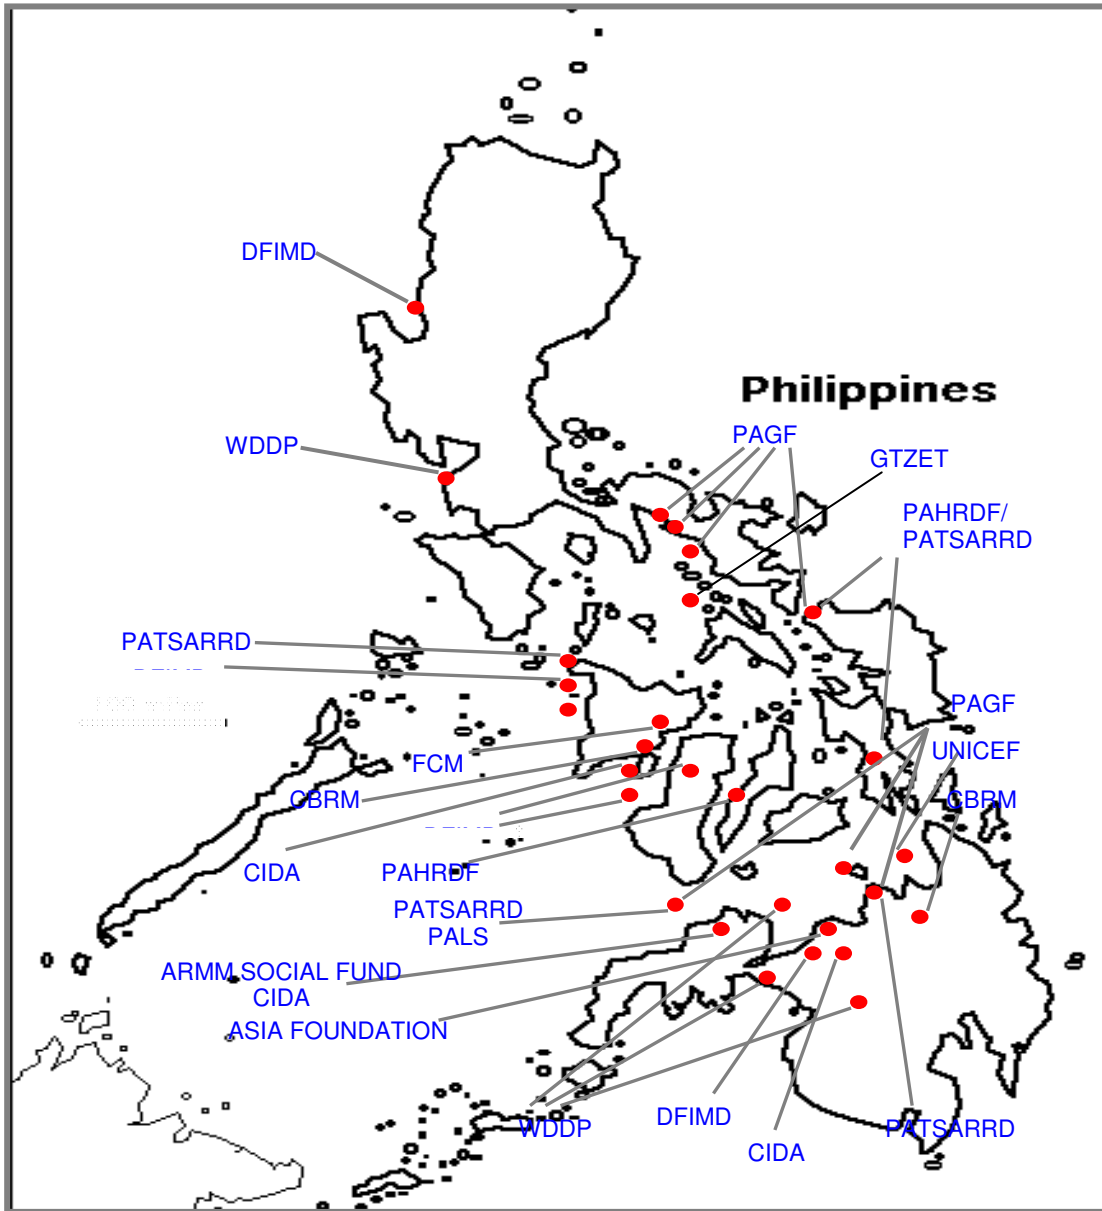 DFIMD
Philippines
WDDP
PAGF
GTZET
PAHRDF/
PATSARRD
PATSARRD
PAGF
FCM
UNICEF
CBRM
CBRM
CIDA
PAHRDF
PATSARRD
PALS
ARMM SOCIAL FUND
CIDA
ASIA FOUNDATION
WDDP
DFIMD
PATSARRD
CIDA